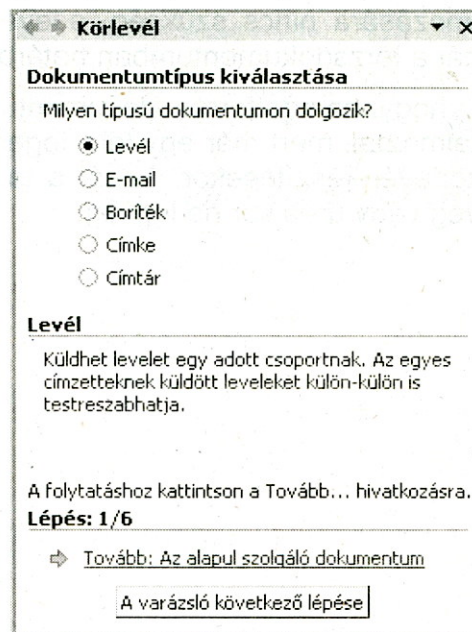 Körlevél
Dokumentumtípus kiválasztása
Milyen típusú dokumentumon dolgozik?
Levél
E-mail
Boríték
Címke
Címtár
Levél
Küldhet levelet egy adott csoportnak. Az egyes
címzetteknek küldött leveleket külön-külön is
testreszabhatja.
A folytatáshoz kattintson a Tovább... hivatkozásra.
Lépés: 1/6
Tovább: Az alapul szolgáló dokumentum
A varázsló következő lépése